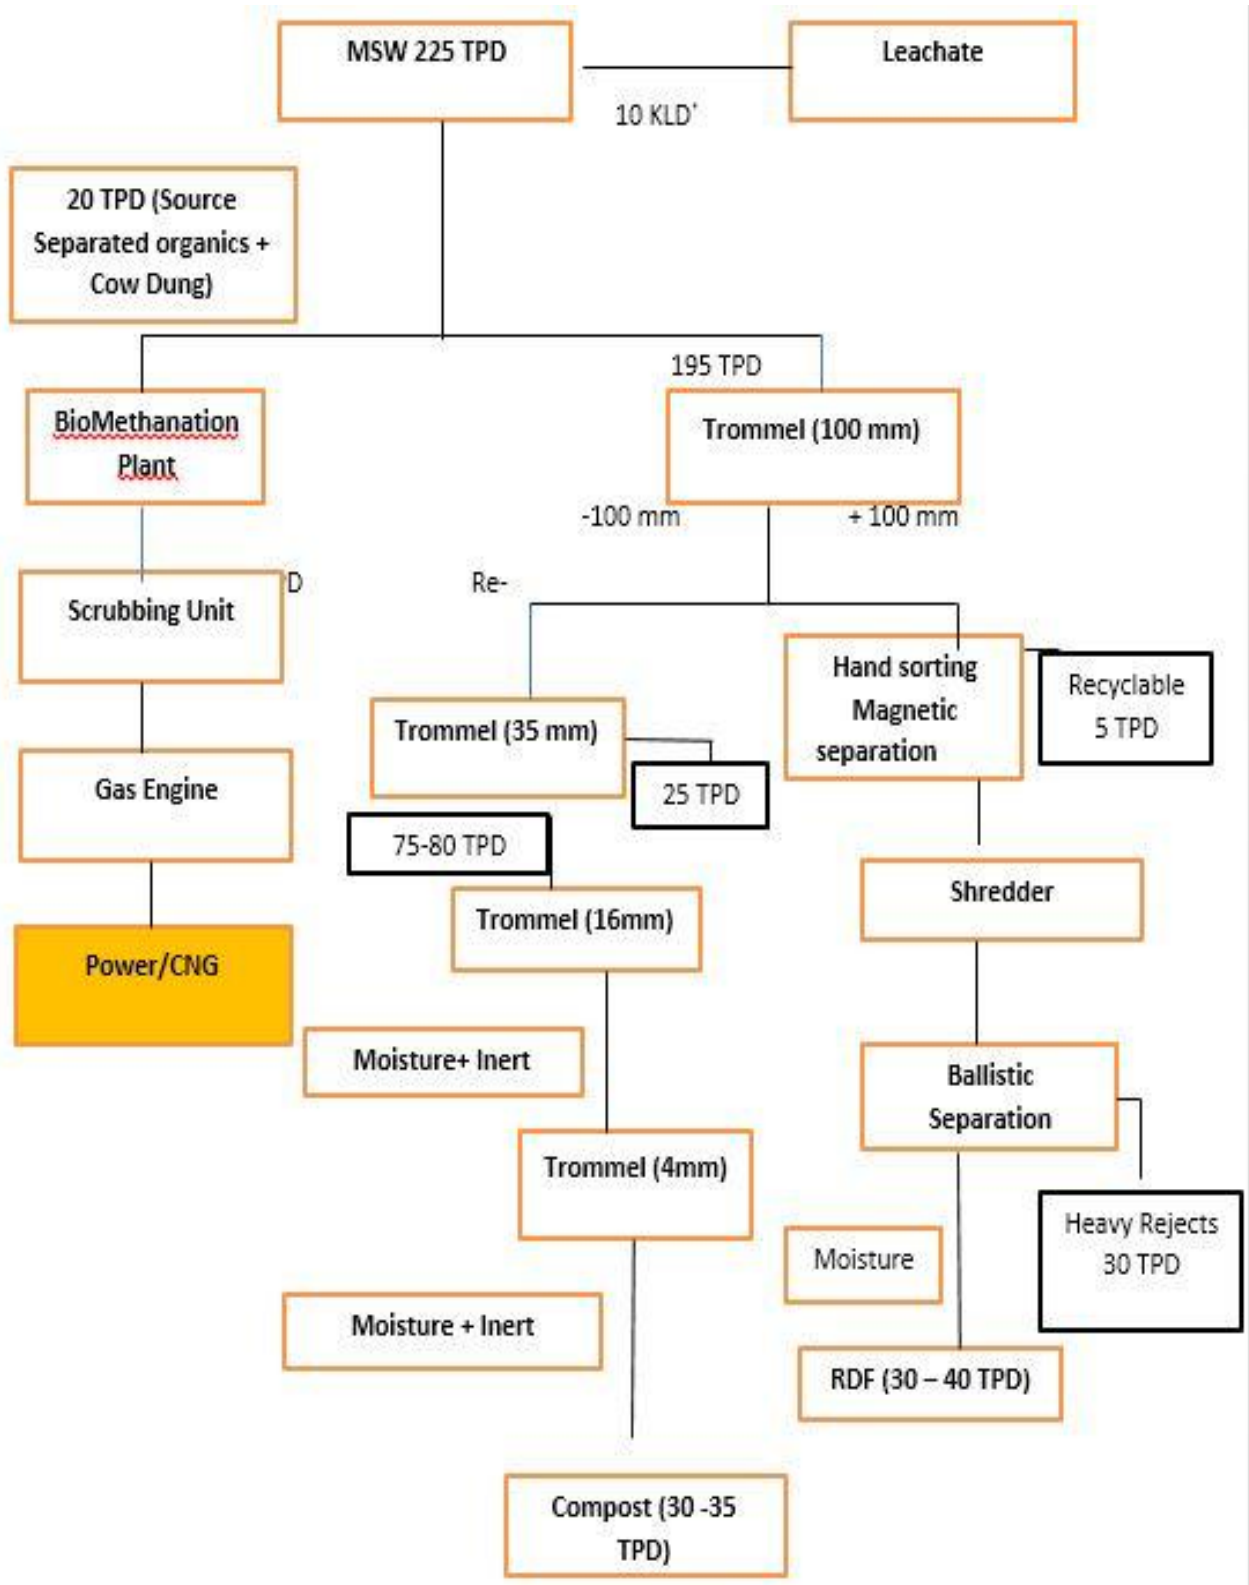 MSW 225 TPD
Leachate
10 KLD*
20 TPD (Source
Separated organics +
Cow Dung)
195 TPD
BioMethanation
Plant
Trommel (100 mm)
-100 mm
+ 100 mm
D
Re-
Scrubbing Unit
Hand sorting
Magnetic
separation
Recyclable
5 TPD
Trommel (35 mm)
Gas Engine
25 TPD
75-80 TPD
Shredder
Trommel (16mm)
Power/CNG
Moisture+ Inert
Ballistic
Separation
Trommel (4mm)
Heavy Rejects
30 TPD
Moisture
Moisture + Inert
RDF (30 – 40 TPD)
Compost (30 -35
TPD)